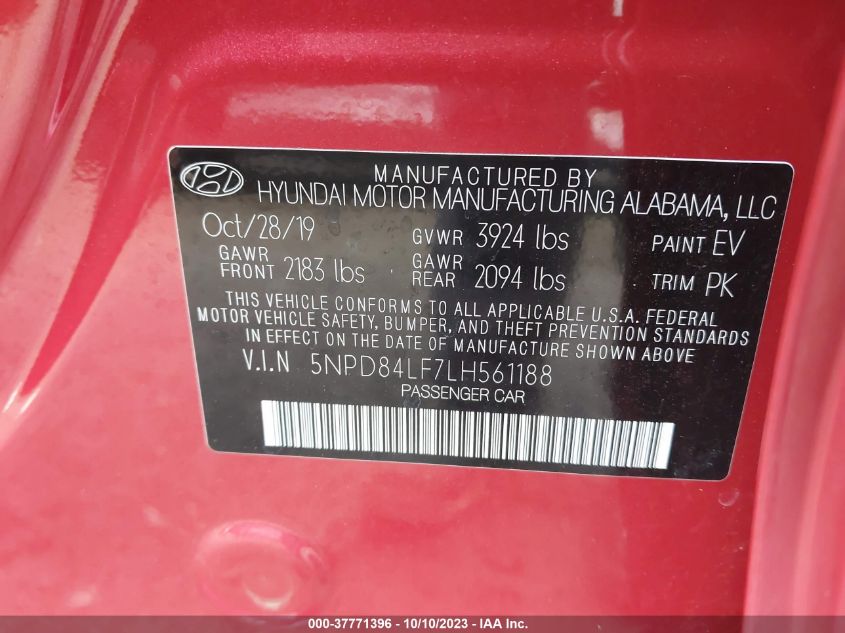 MANUFACTURED BY
HYUNDAI MOTOR MANUFACTURING ALABAMA, LLC
Oct/28/19 GVWR 3924 lbs PAINT EV
GAWR FRONT 2183 lbs GAWR REAR 2094 lbs TRIM PK
THIS VEHICLE CONFORMS TO ALL APPLICABLE U.S.A. FEDERAL
MOTOR VEHICLE SAFETY, BUMPER, AND THEFT PREVENTION STANDARDS
IN EFFECT ON THE DATE OF MANUFACTURE SHOWN ABOVE.
V.I.N 5NPD84LF7LH561188
PASSENGER CAR
000-37771396 - 10/10/2023 - IAA Inc.